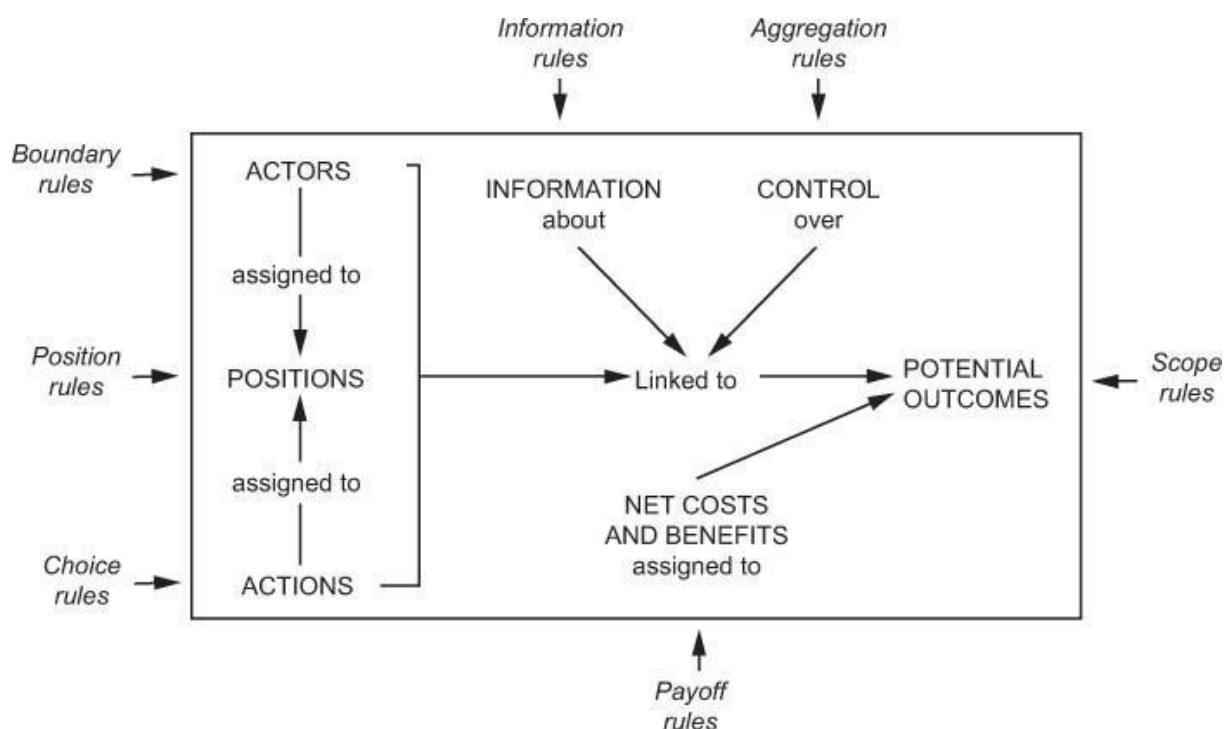 Information
rules
Aggregation
rules
Boundary
rules
ACTORS
INFORMATION
about
CONTROL
over
assigned to
Position
rules
POSITIONS
Linked to
POTENTIAL
OUTCOMES
Scope
rules
assigned to
NET COSTS
AND BENEFITS
assigned to
Choice
rules
ACTIONS
Payoff
rules